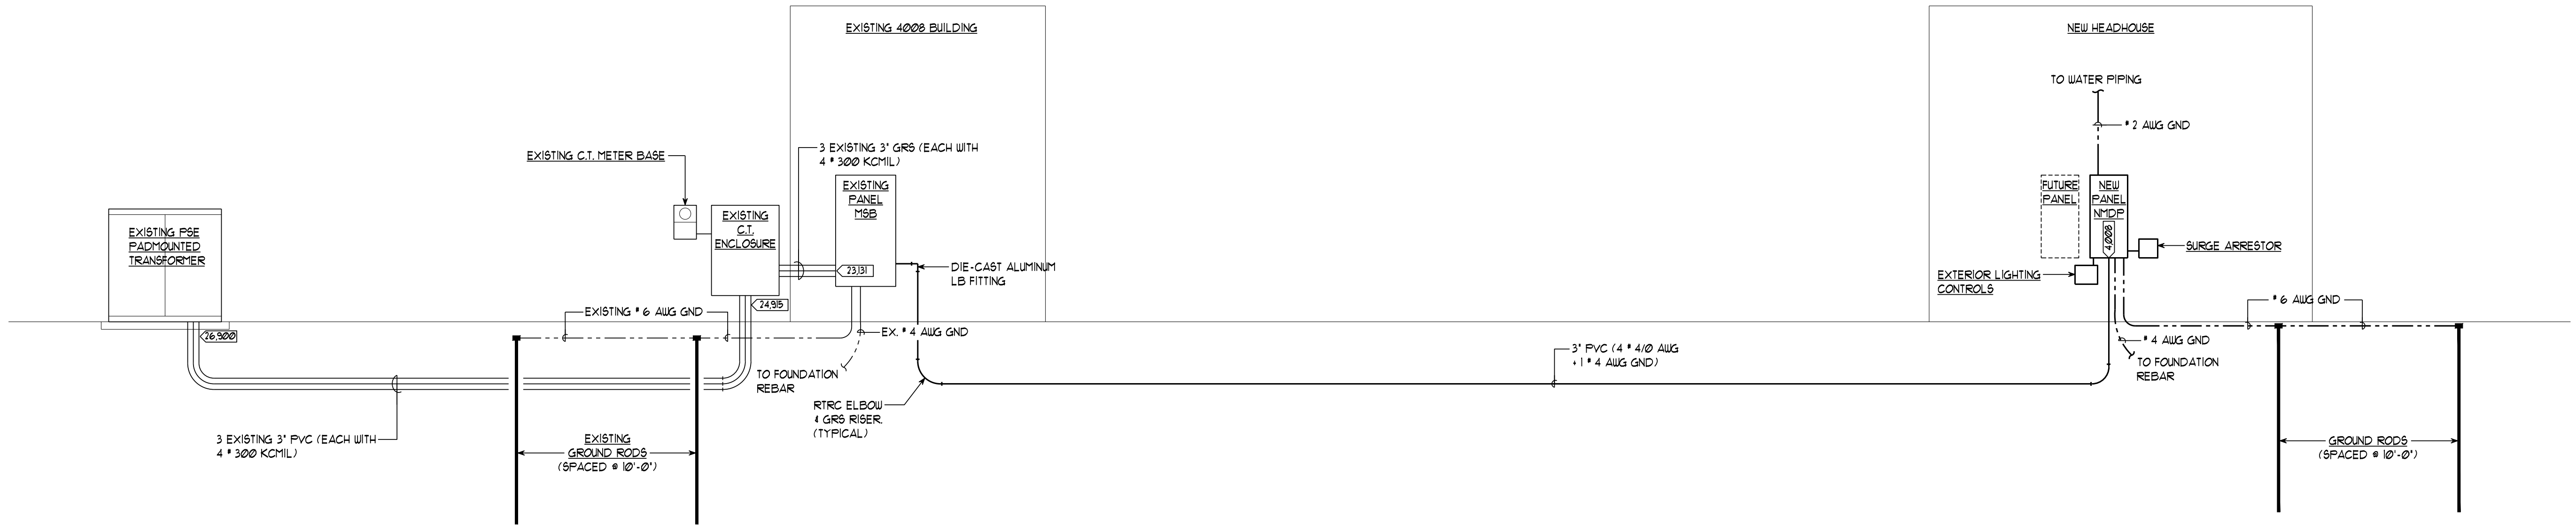 EXISTING 4008 BUILDING
NEW HEADHOUSE
TO WATER PIPING
# 2 AWG GND
3 EXISTING 3" GRS (EACH WITH
4 # 300 KCMIL)
EXISTING C.T. METER BASE
EXISTING
PANEL
MSB
FUTURE
PANEL
NEW
PANEL
NMDP
4,008
EXISTING
C.T.
ENCLOSURE
EXISTING PSE
PADMOUNTED
TRANSFORMER
SURGE ARRESTOR
23,131
DIE-CAST ALUMINUM
LB FITTING
EXTERIOR LIGHTING
CONTROLS
24,915
EXISTING # 6 AWG GND
# 6 AWG GND
26,900
EX. # 4 AWG GND
# 4 AWG GND
3" PVC (4 # 4/0 AWG
+ 1 # 4 AWG GND)
TO FOUNDATION
REBAR
TO FOUNDATION
REBAR
RTRC ELBOW
& GRS RISER.
(TYPICAL)
3 EXISTING 3" PVC (EACH WITH
4 # 300 KCMIL)
EXISTING
GROUND RODS
(SPACED @ 10'-0")
GROUND RODS
(SPACED @ 10'-0")